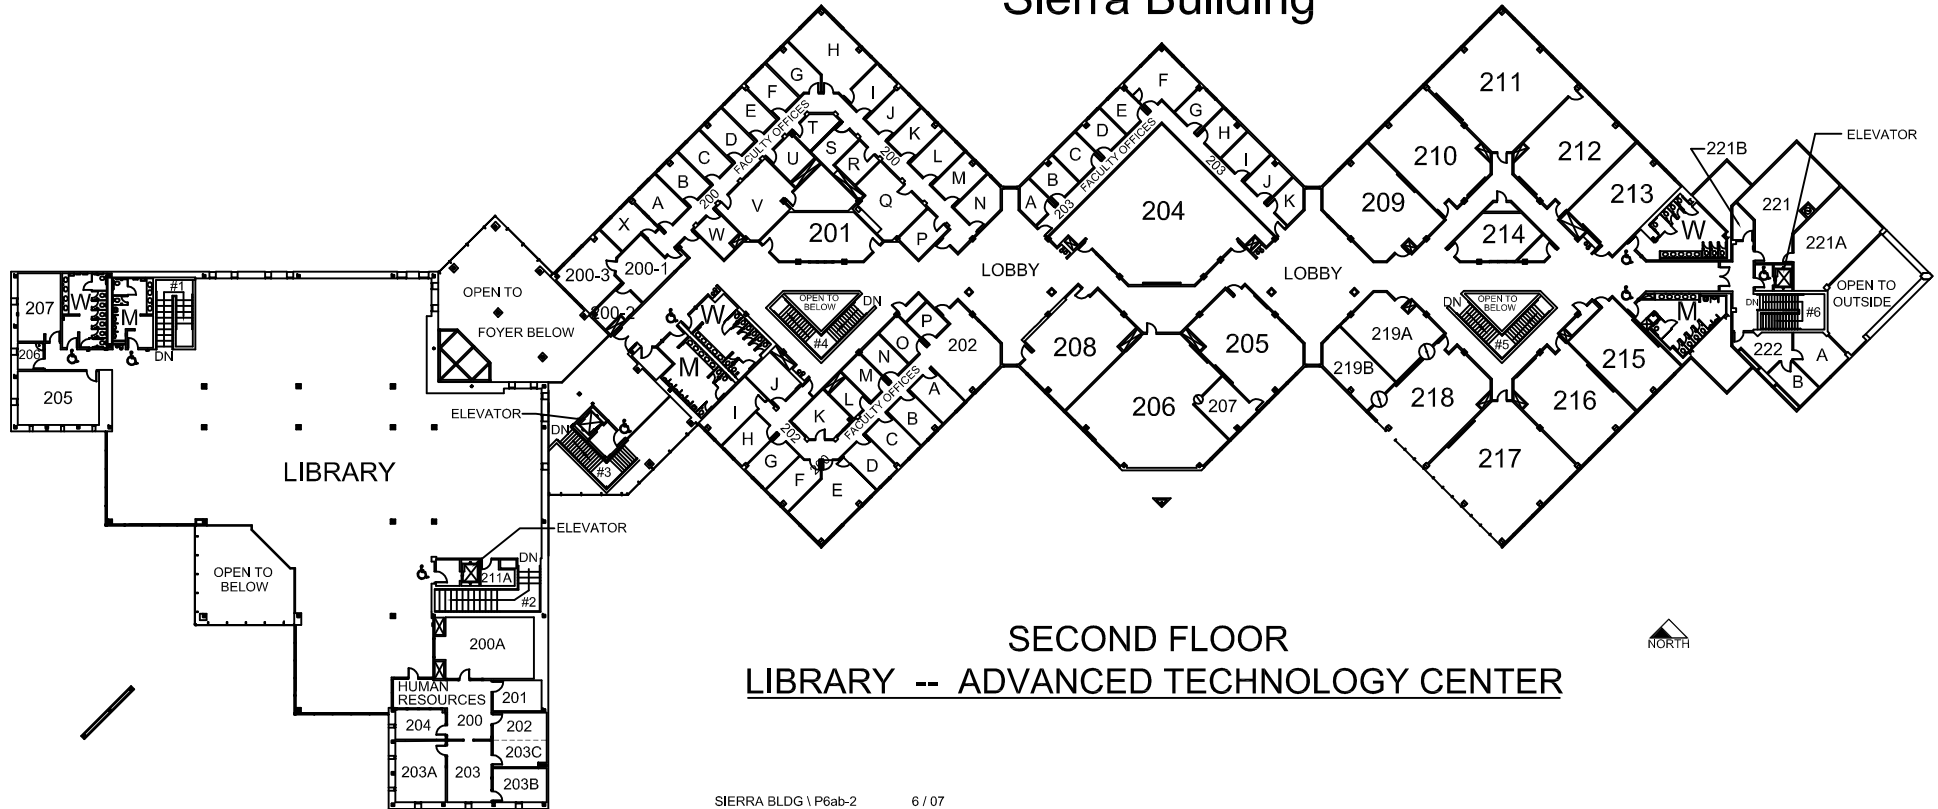 Sierra Building
H
G
I
F
J
E
T
K
D
S
FACULTY OFFICES
U
R
200
L
C
M
B
200
V
Q
N
A
W
201
P
X
200-3
200-1
200-2
F
E
G
D
H
C
FACULTY OFFICES
203
I
B
J
A
203
K
204
LOBBY
LOBBY
211
210
212
209
213
214
W
221B
ELEVATOR
221
221A
OPEN TO
OUTSIDE
DN
#6
222
A
B
M
207
W
M
#1
206
DN
205
OPEN TO
FOYER BELOW
W
M
OPEN TO
BELOW
DN
#4
P
O
N
M
L
K
J
I
H
G
F
E
D
C
B
A
202
FACULTY OFFICES
202
200
208
205
206
207
219A
219B
DN
OPEN TO
BELOW
#5
218
215
216
217
ELEVATOR
DN
#3
LIBRARY
ELEVATOR
DN
OPEN TO
BELOW
211A
#2
200A
HUMAN
RESOURCES
201
204
200
202
203C
203A
203
203B
SECOND FLOOR
LIBRARY -- ADVANCED TECHNOLOGY CENTER
NORTH
SIERRA BLDG \ P6ab-2 6 / 07